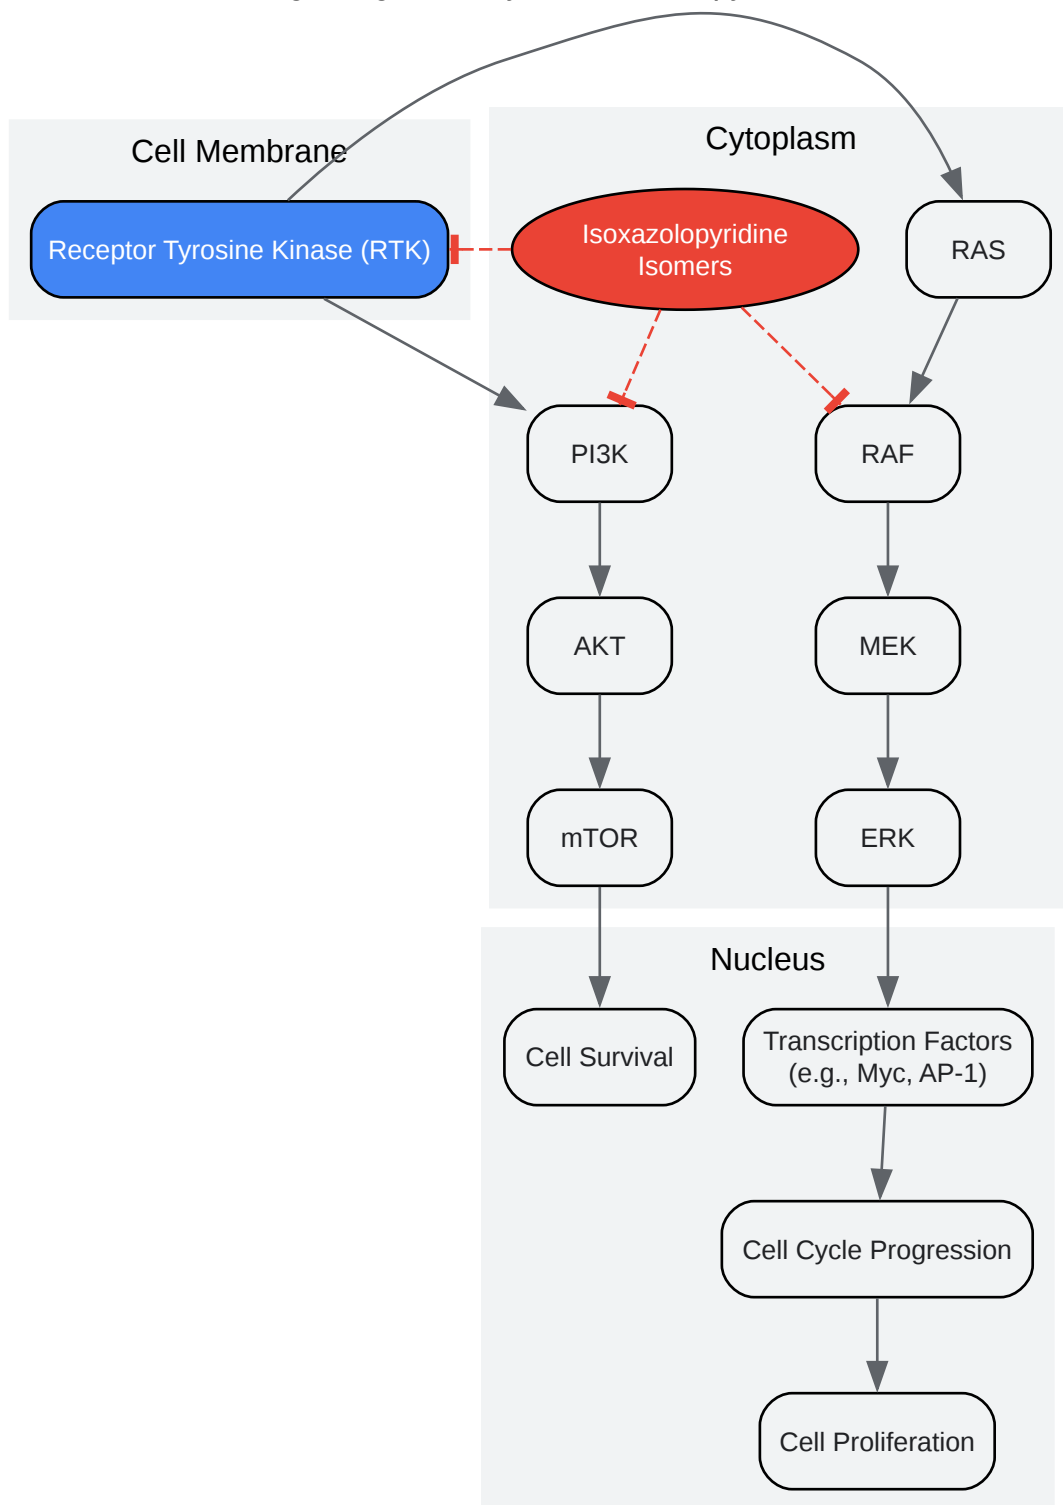 Cell Membrane
Cytoplasm
Receptor Tyrosine Kinase (RTK)
Isoxazolopyridine
Isomers
RAS
PI3K
RAF
AKT
MEK
mTOR
ERK
Nucleus
Cell Survival
Transcription Factors
(e.g., Myc, AP-1)
Cell Cycle Progression
Cell Proliferation